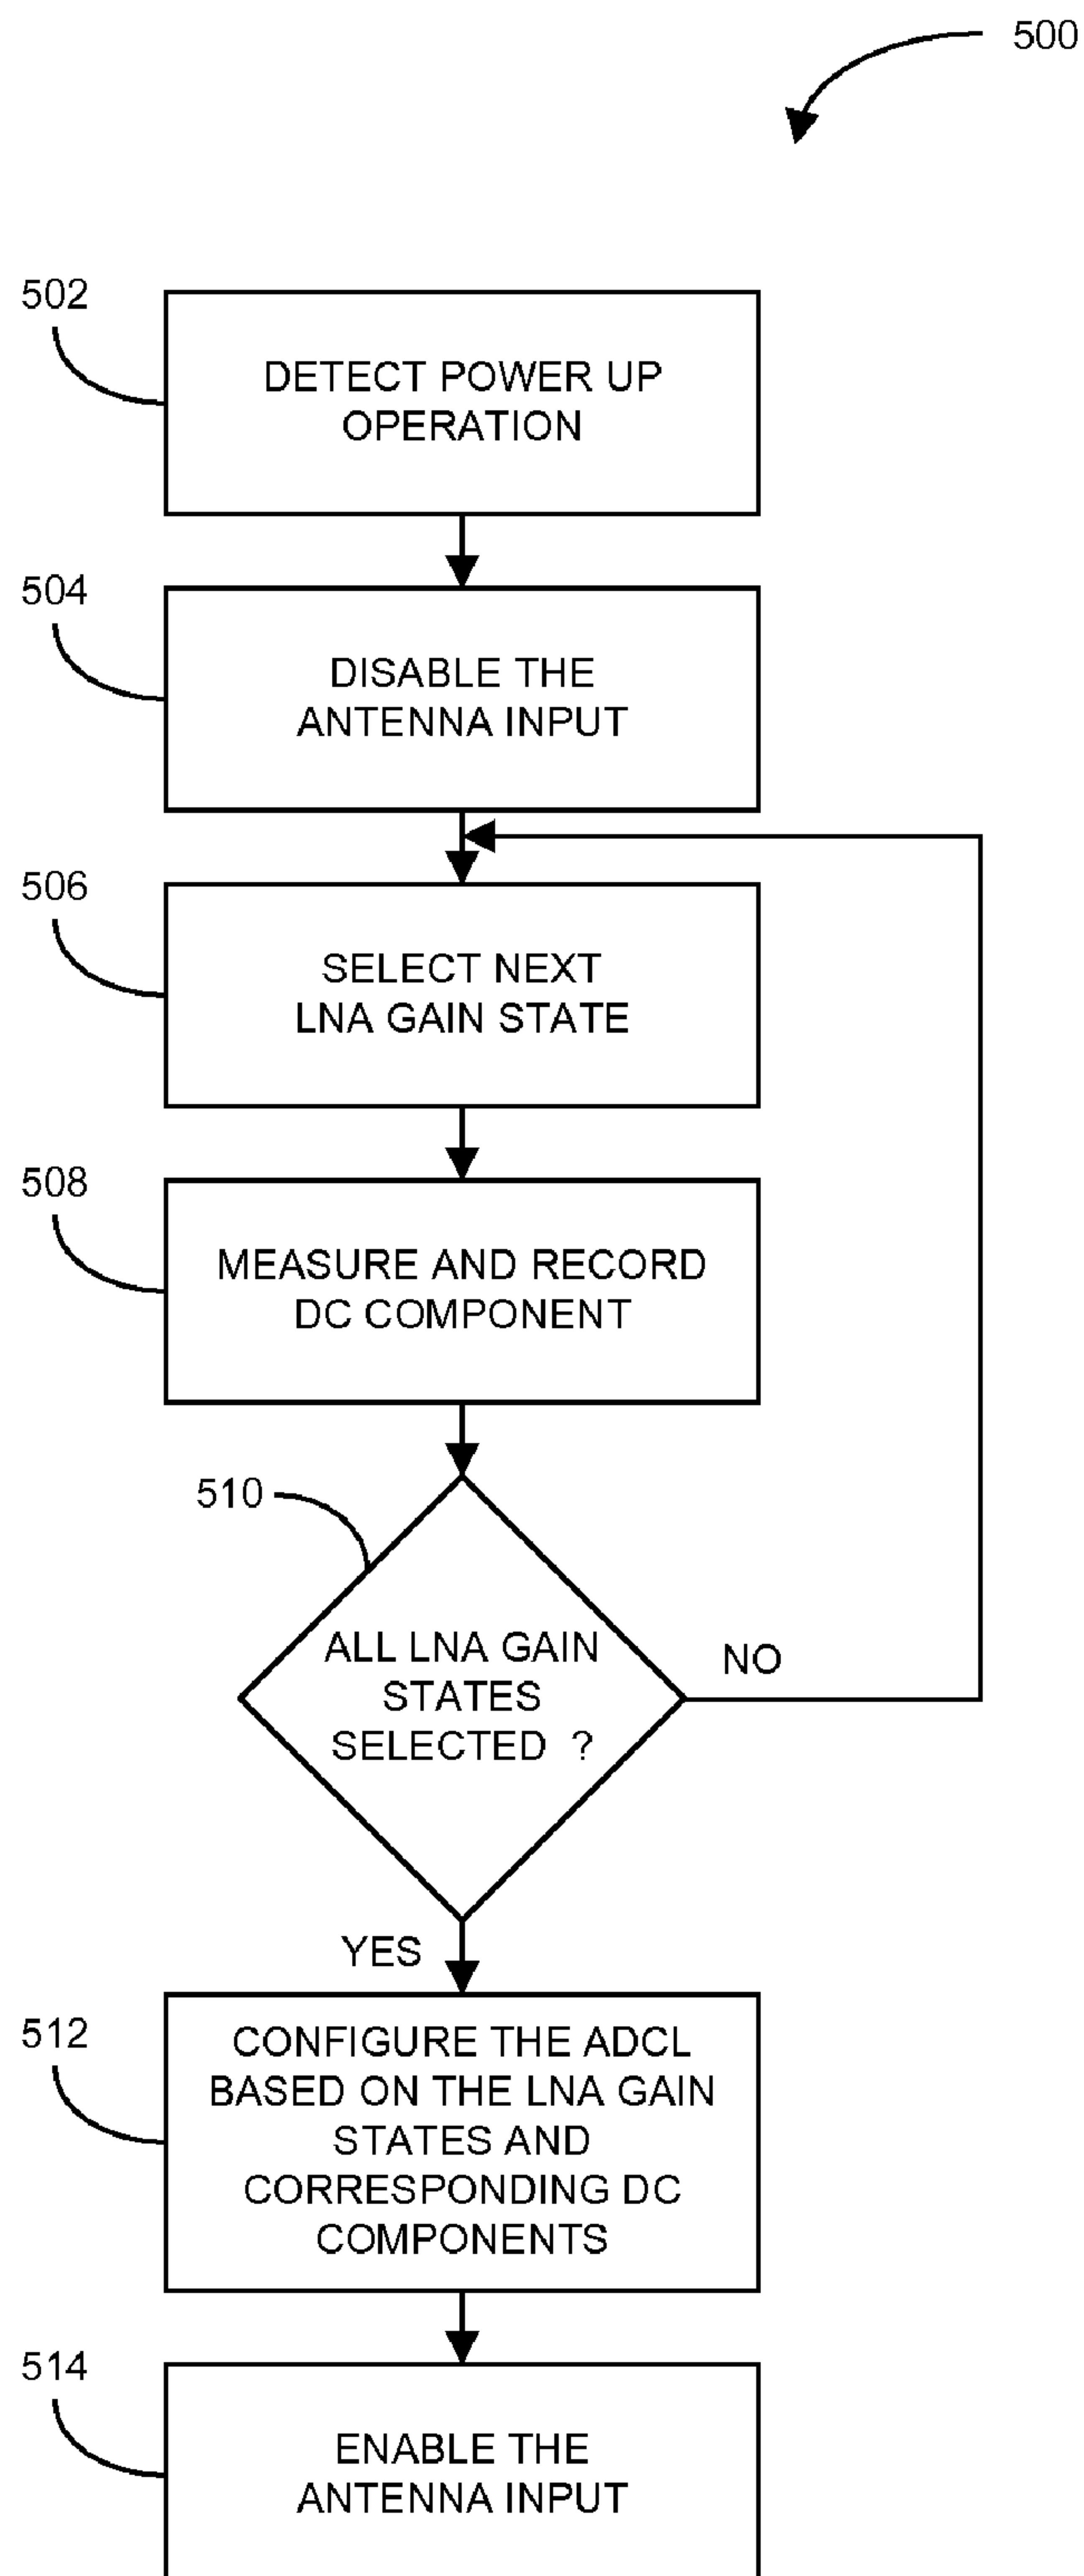 500
502
DETECT POWER UP
OPERATION
504
DISABLE THE
ANTENNA INPUT
506
SELECT NEXT
LNA GAIN STATE
508
MEASURE AND RECORD
DC COMPONENT
510
ALL LNA GAIN
STATES
SELECTED ?
NO
YES
512
CONFIGURE THE ADCL
BASED ON THE LNA GAIN
STATES AND
CORRESPONDING DC
COMPONENTS
514
ENABLE THE
ANTENNA INPUT